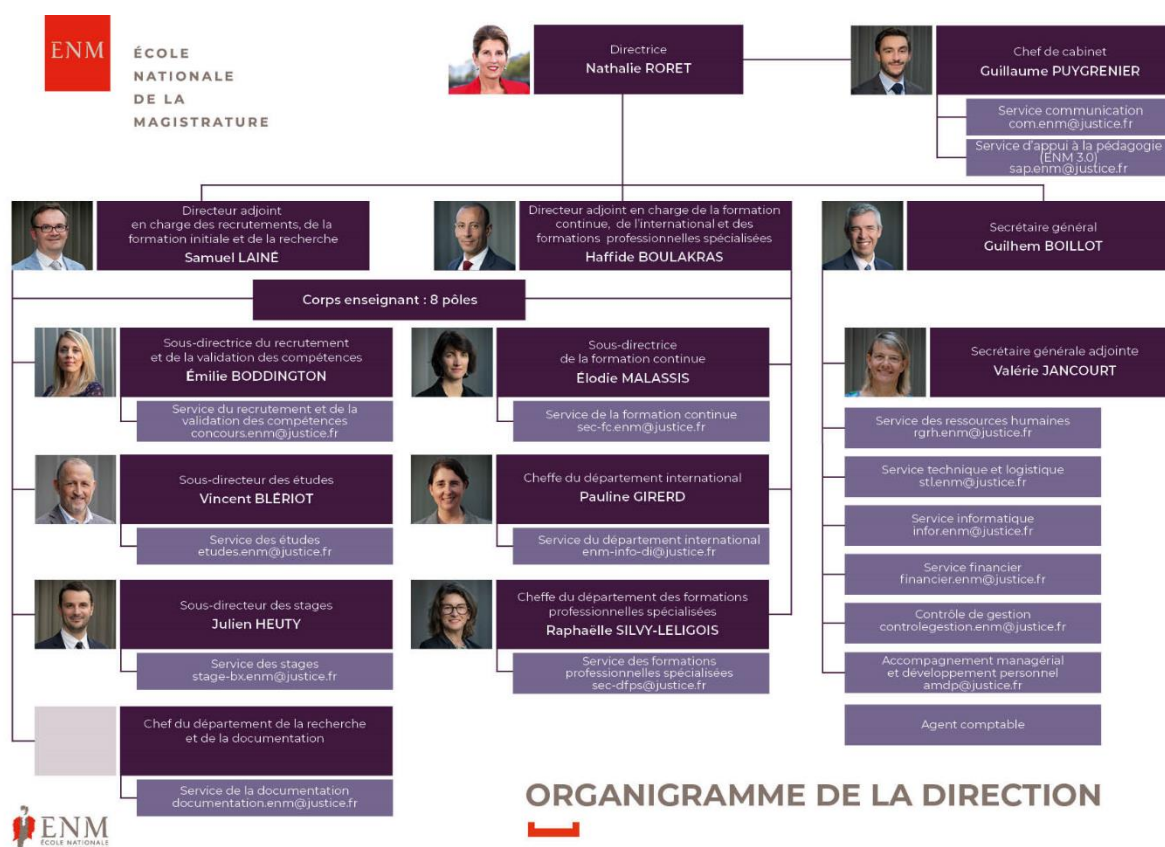 ENM
ÉCOLE
NATIONALE
DE LA
MAGISTRATURE
Directrice
Nathalie RORET
Chef de cabinet
Guillaume PUYGRENIER
Service communication
com.enm@justice.fr
Service d'appui à la pédagogie
(ENM 3.0)
sap.enm@justice.fr
Directeur adjoint
en charge des recrutements, de la
formation initiale et de la recherche
Samuel LAINÉ
Directeur adjoint en charge de la formation
continue, de l'international et des
formations professionnelles spécialisées
Haffide BOULAKRAS
Secrétaire général
Guilhem BOILLOT
Corps enseignant : 8 pôles
Sous-directrice du recrutement
et de la validation des compétences
Émilie BODDINGTON
Service du recrutement et de la
validation des compétences
concours.enm@justice.fr
Sous-directrice
de la formation continue
Élodie MALASSIS
Service de la formation continue
sec-fc.enm@justice.fr
Secrétaire générale adjointe
Valérie JANCOURT
Service des ressources humaines
rgrh.enm@justice.fr
Service technique et logistique
stl.enm@justice.fr
Service informatique
infor.enm@justice.fr
Service financier
financier.enm@justice.fr
Contrôle de gestion
controlegestion.enm@justice.fr
Accompagnement managérial
et développement personnel
amdp@justice.fr
Agent comptable
Sous-directeur des études
Vincent BLÉRIOT
Service des études
etudes.enm@justice.fr
Cheffe du département international
Pauline GIRERD
Service du département international
enm-info-di@justice.fr
Sous-directeur des stages
Julien HEUTY
Service des stages
stage-bx.enm@justice.fr
Cheffe du département des formations
professionnelles spécialisées
Raphaëlle SILVY-LELIGOIS
Service des formations
professionnelles spécialisées
sec-dfps@justice.fr
Chef du département de la recherche
et de la documentation
Service de la documentation
documentation.enm@justice.fr
ORGANIGRAMME DE LA DIRECTION
ENM
ÉCOLE NATIONALE